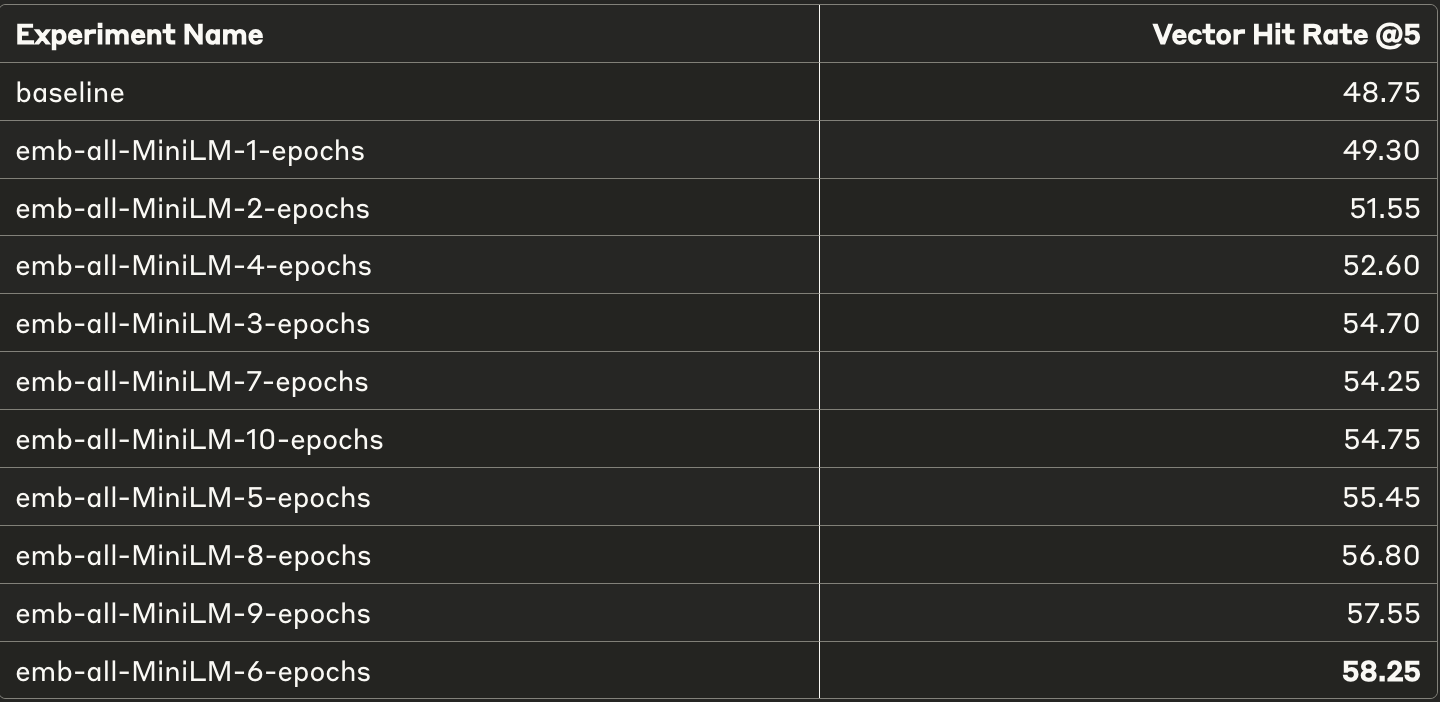 Experiment Name Vector Hit Rate @5
baseline 48.75
emb-all-MiniLM-1-epochs 49.30
emb-all-MiniLM-2-epochs 51.55
emb-all-MiniLM-4-epochs 52.60
emb-all-MiniLM-3-epochs 54.70
emb-all-MiniLM-7-epochs 54.25
emb-all-MiniLM-10-epochs 54.75
emb-all-MiniLM-5-epochs 55.45
emb-all-MiniLM-8-epochs 56.80
emb-all-MiniLM-9-epochs 57.55
emb-all-MiniLM-6-epochs 58.25